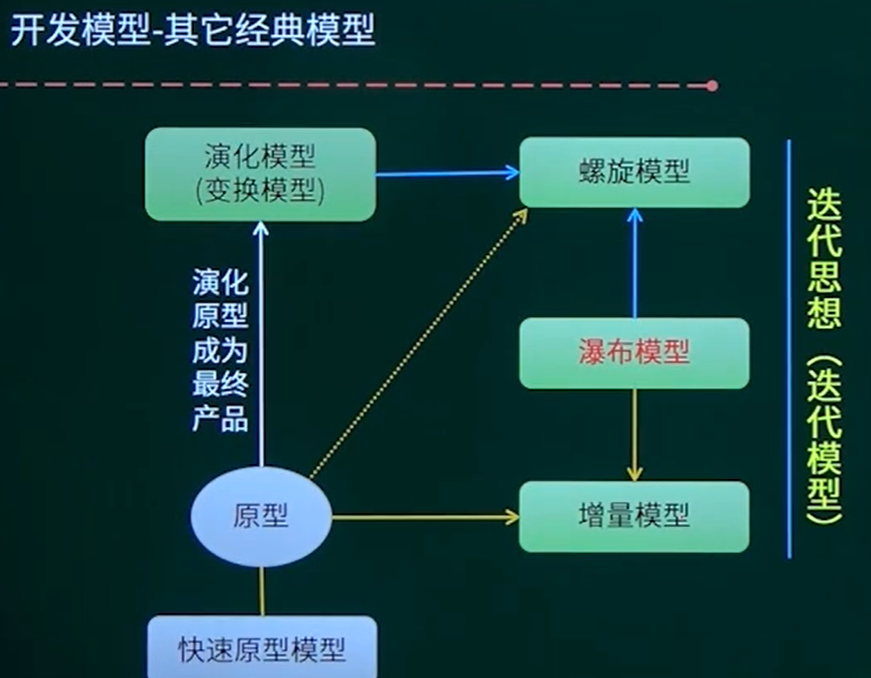 开发模型-其它经典模型
演化模型
(变换模型)
螺旋模型
演化
原型
成为
最终
产品
瀑布模型
原型
增量模型
快速原型模型
迭代思想（迭代模型）